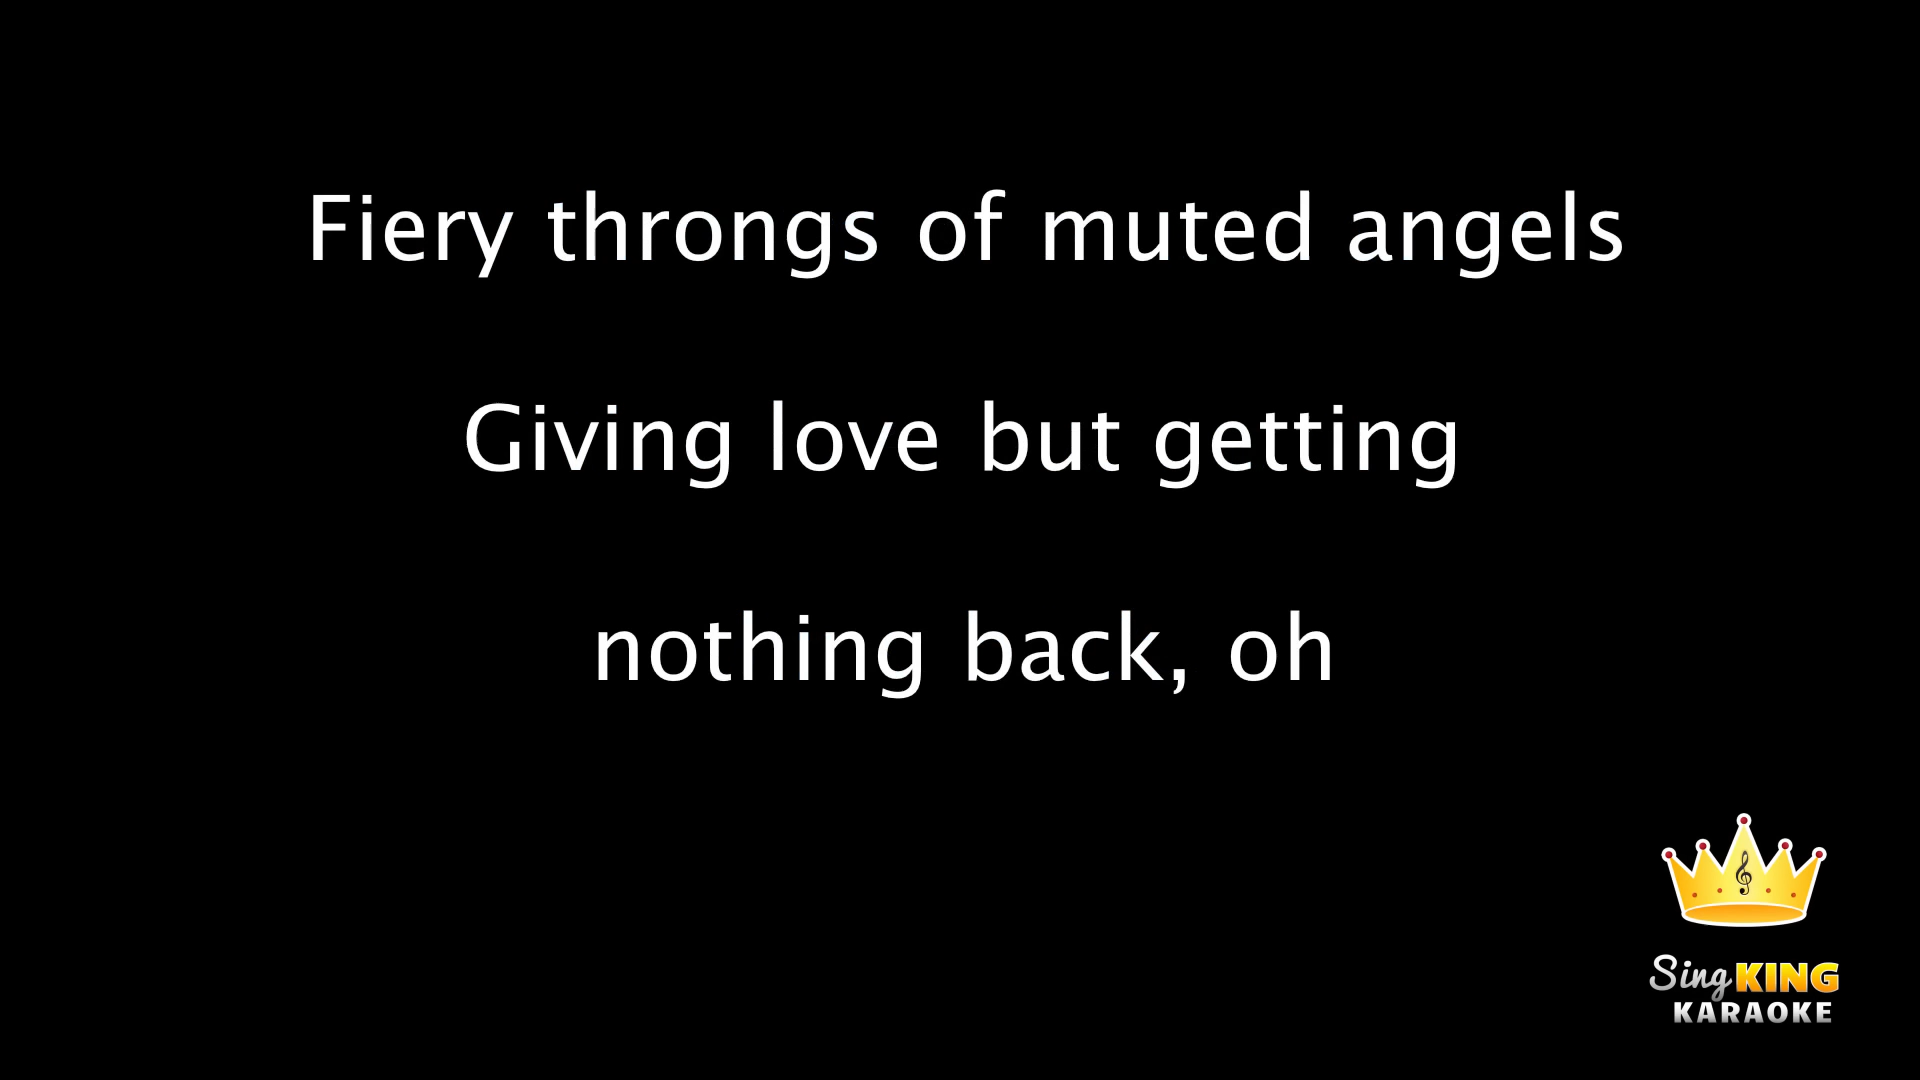 Fiery throngs of muted angels
Giving love but getting
nothing back, oh
Sing KING
KARAOKE